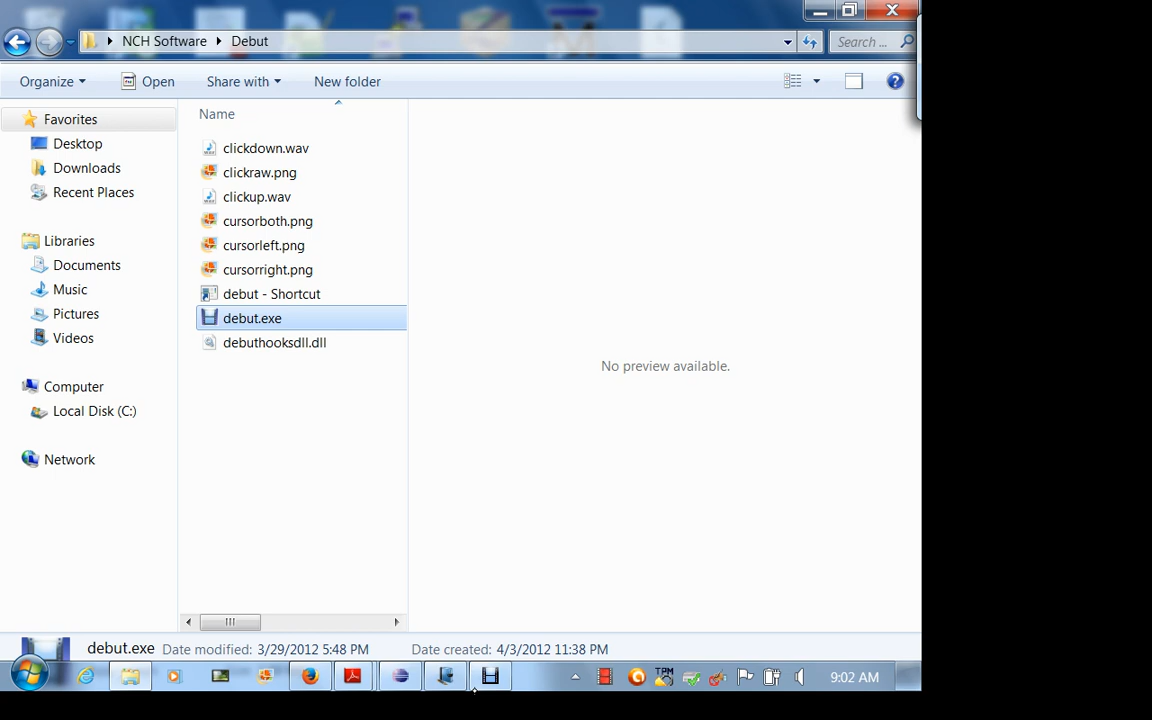 NCH Software Debut Search ...
Organize Open Share with New folder
Favorites
Desktop
Downloads
Recent Places
Libraries
Documents
Music
Pictures
Videos
Computer
Local Disk (C:)
Network
Name
clickdown.wav
clickraw.png
clickup.wav
cursorboth.png
cursorleft.png
cursorright.png
debut - Shortcut
debut.exe
debuthooksdll.dll
No preview available.
debut.exe Date modified: 3/29/2012 5:48 PM Date created: 4/3/2012 11:38 PM
TPM 9:02 AM